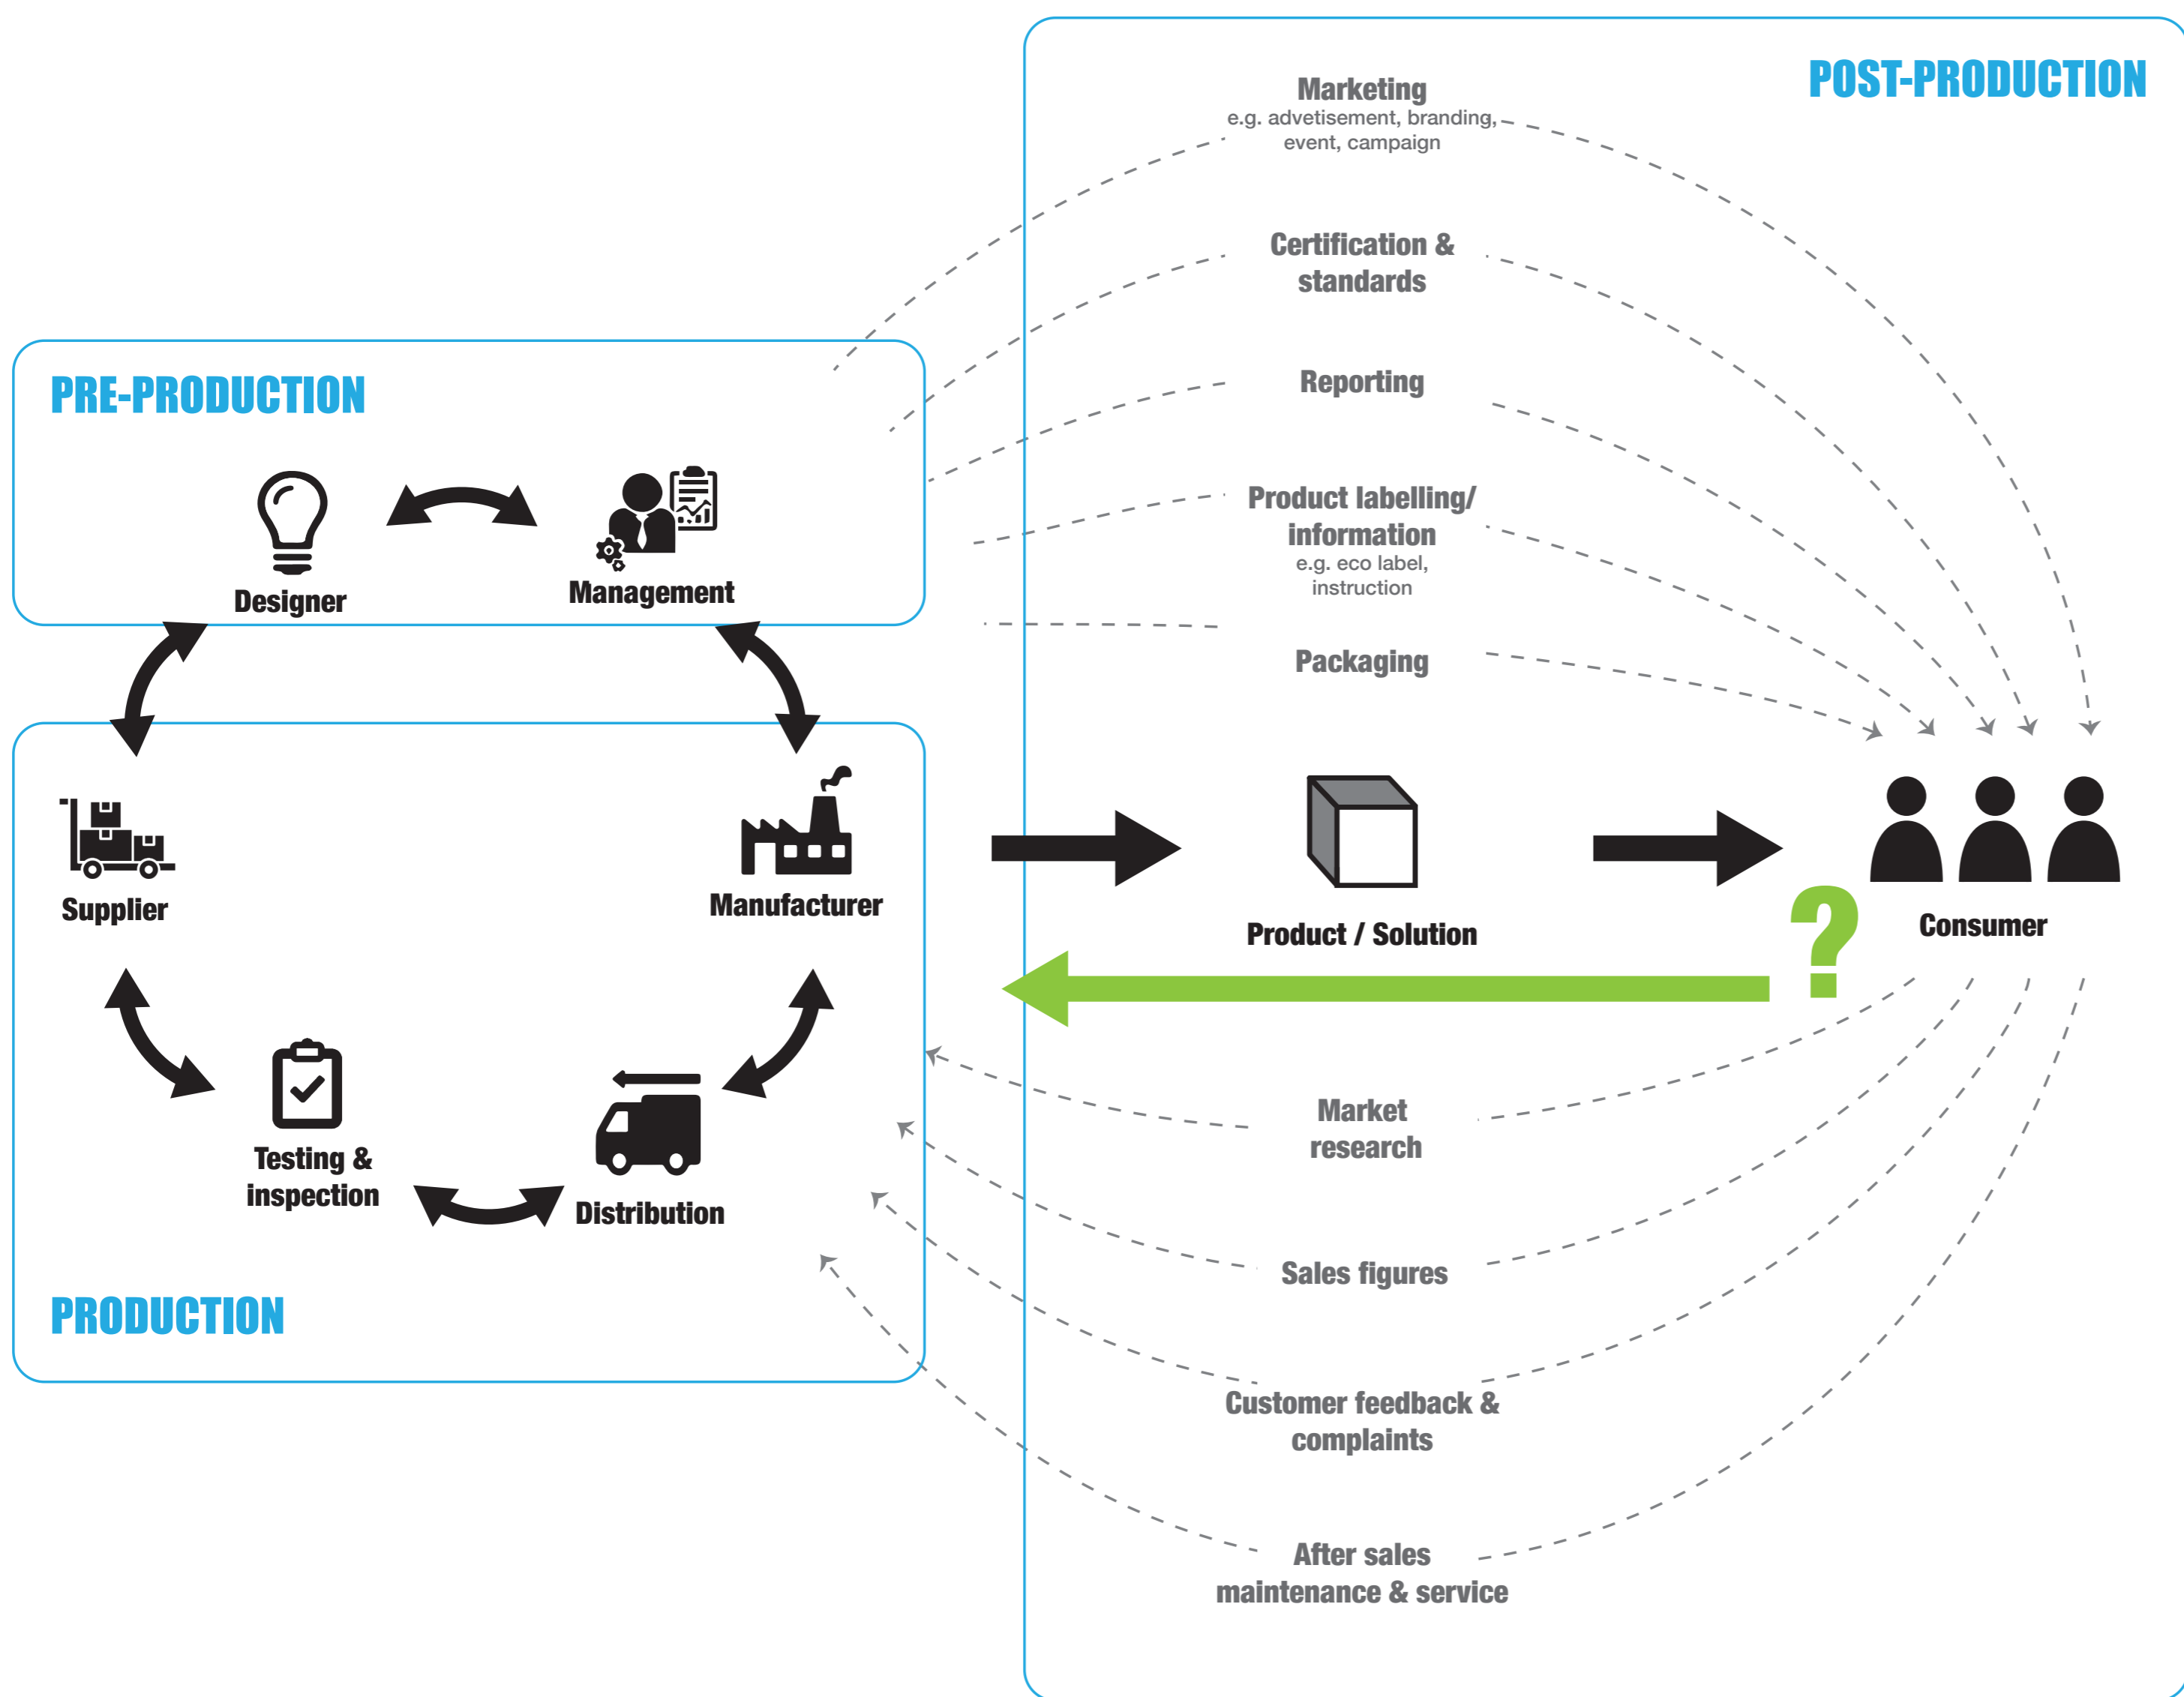 POST-PRODUCTION
Marketing
e.g. advetisement, branding,
event, campaign
Certification &
standards
Reporting
Product labelling/
information
e.g. eco label,
instruction
Packaging
PRE-PRODUCTION
Designer
Management
Supplier
Manufacturer
Testing &
inspection
Distribution
PRODUCTION
Product / Solution
?
Consumer
Market
research
Sales figures
Customer feedback &
complaints
After sales
maintenance & service